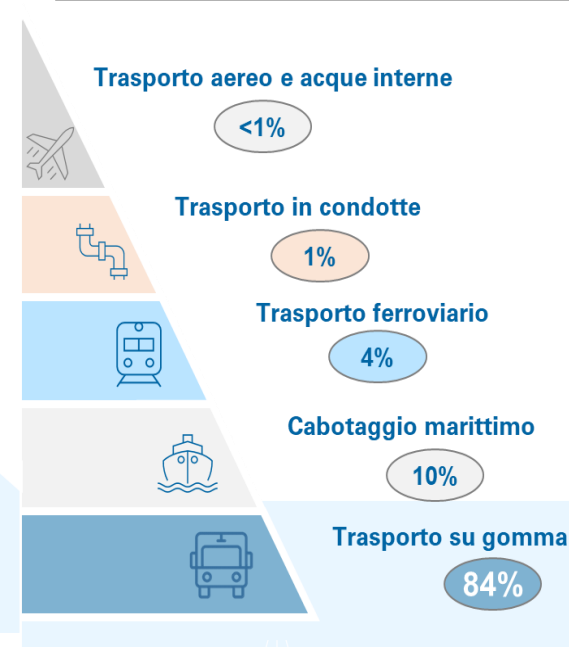 Trasporto aereo e acque interne
<1%
Trasporto in condotte
1%
Trasporto ferroviario
4%
Cabotaggio marittimo
10%
Trasporto su gomma
84%